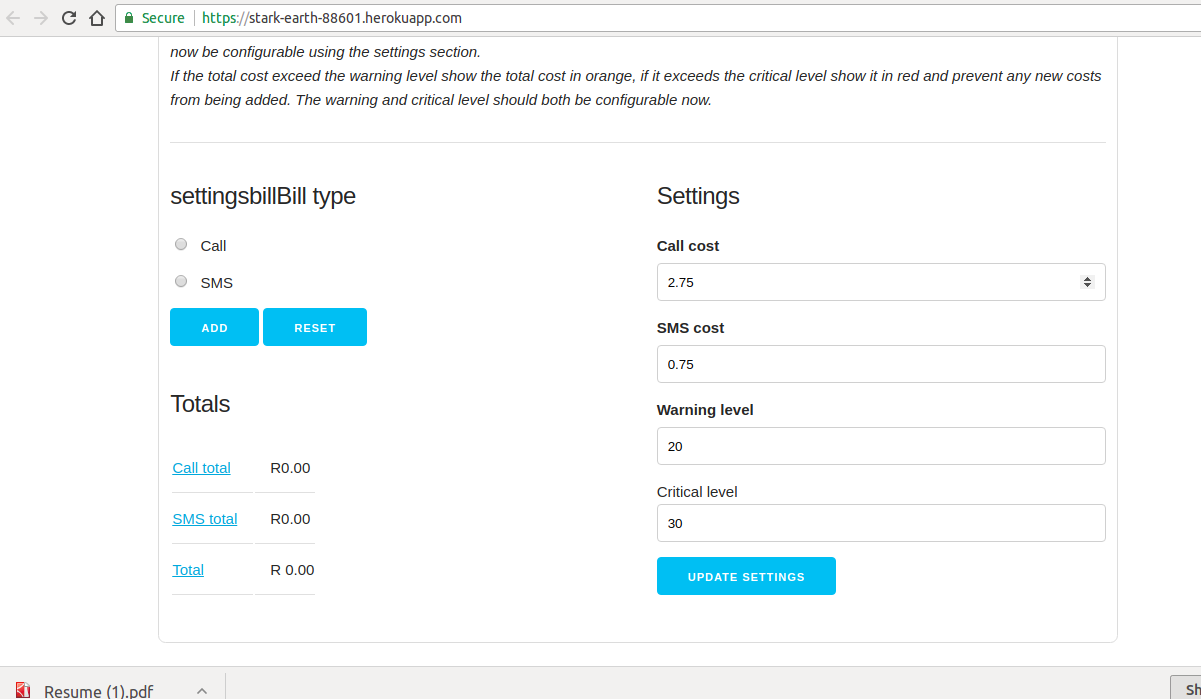 Secure https://stark-earth-88601.herokuapp.com
now be configurable using the settings section.
If the total cost exceed the warning level show the total cost in orange, if it exceeds the critical level show it in red and prevent any new costs
from being added. The warning and critical level should both be configurable now.
settingsbillBill type
Call
SMS
ADD RESET
Totals
Call total R0.00
SMS total R0.00
Total R 0.00
Settings
Call cost
2.75
SMS cost
0.75
Warning level
20
Critical level
30
UPDATE SETTINGS
Resume (1).pdf